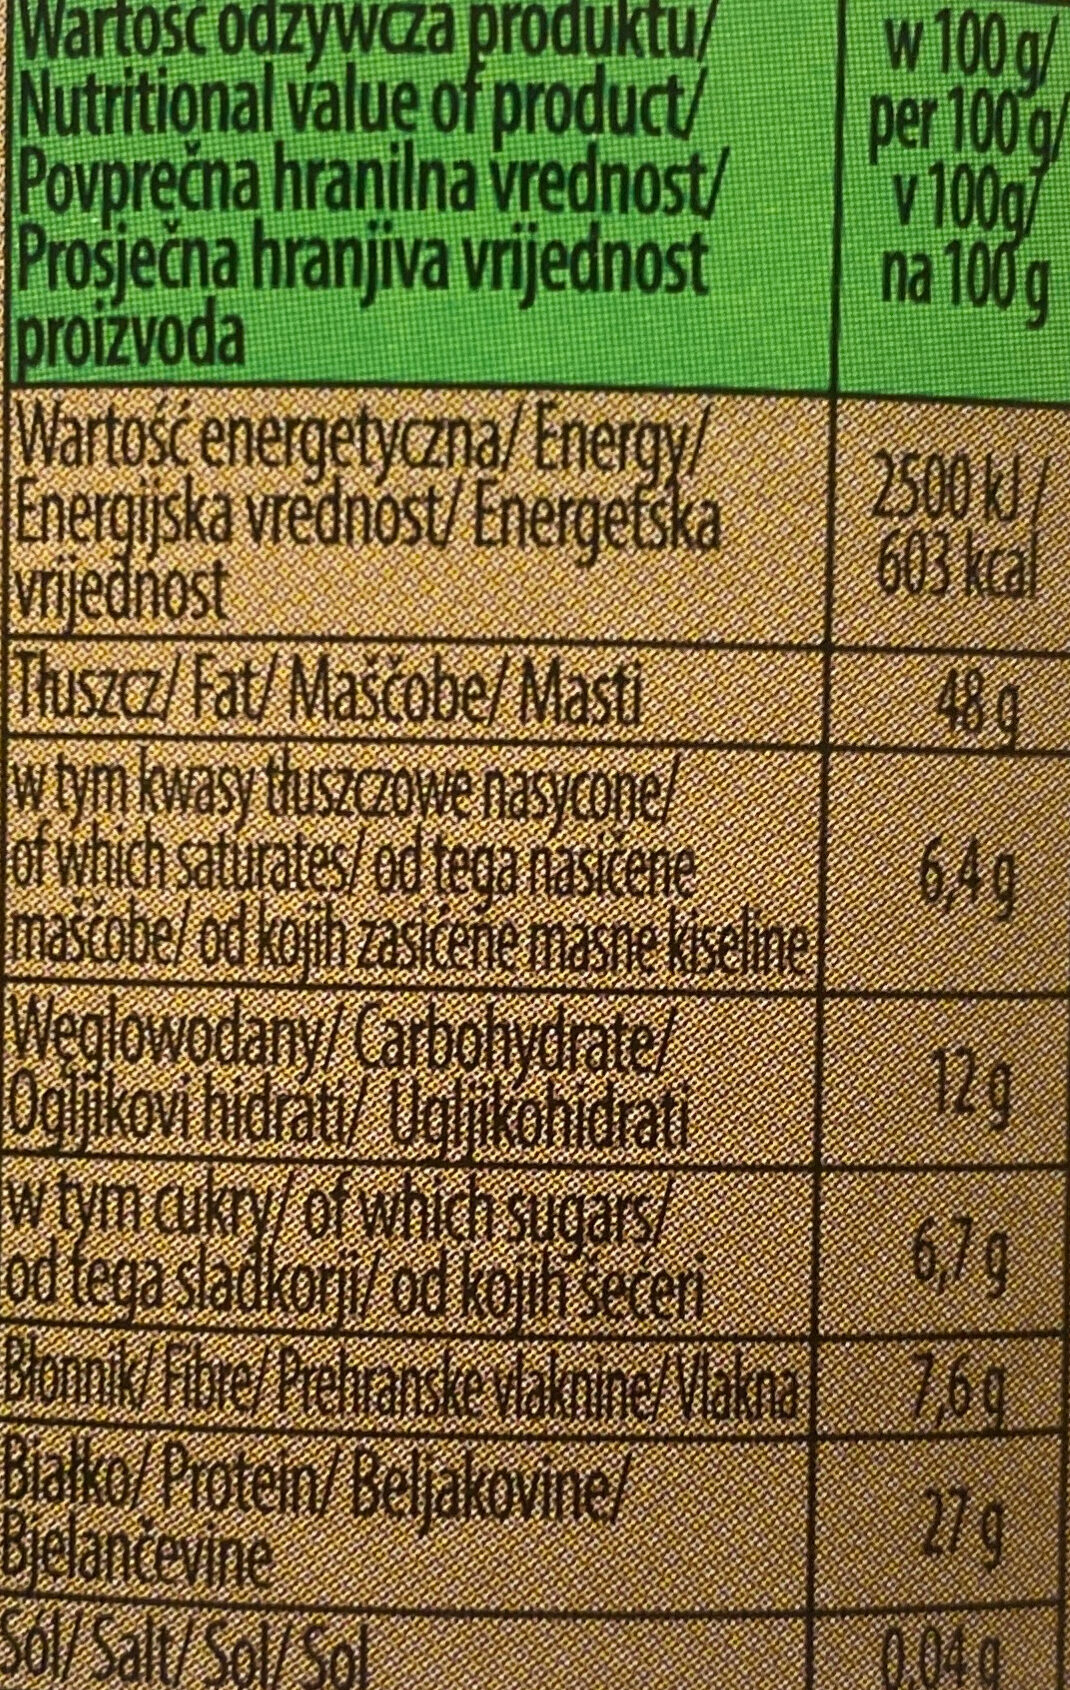 Wartość odżywcza produktu/
Nutritional value of product/
Povprečna hranilna vrednost/
Prosječna hranjiva vrijednost
proizvoda
w 100 g/
per 100 g/
v 100g/
na 100 g
Wartość energetyczna/ Energy/
Energijska vrednost/ Energetska
vrijednost
2500 kJ /
603 kcal
Tłuszcz/ Fat/ Maščobe/ Masti
48 g
w tym kwasy tłuszczowe nasycone/
of which saturates/ od tega nasičene
maščobe/ od kojih zasićene masne kiseline
6,4 g
Węglowodany/ Carbohydrate/
Ogljikovi hidrati/ Ugljikohidrati
12 g
w tym cukry/ of which sugars/
od tega sladkorji/ od kojih šećeri
6,7 g
Błonnik/ Fibre/ Prehranske vlaknine/ Vlakna
7,6 g
Białko/ Protein/ Beljakovine/
Bjelančevine
27 g
Sól/ Salt/ Sol/ Sol
0,04 g